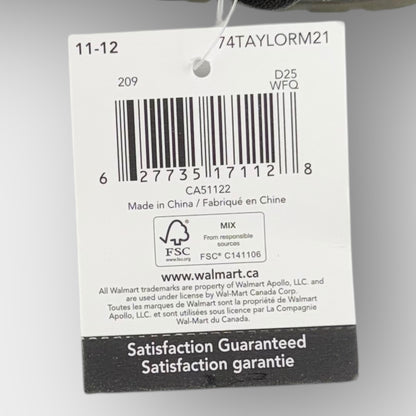 11-12 74TAYLORM21
209 D25
WFQ
6 27735 17112 8
CA51122
Made in China / Fabriqué en Chine
FSC
www.fsc.org
MIX
From responsible
sources
FSC® C141106
www.walmart.ca
All Walmart trademarks are property of Walmart Apollo, LLC. and
are used under license by Wal-Mart Canada Corp.
Toutes les marques de Walmart sont la propriété de Walmart
Apollo, LLC. et sont utilisées sous licence par La Compagnie
Wal-Mart du Canada.
Satisfaction Guaranteed
Satisfaction garantie